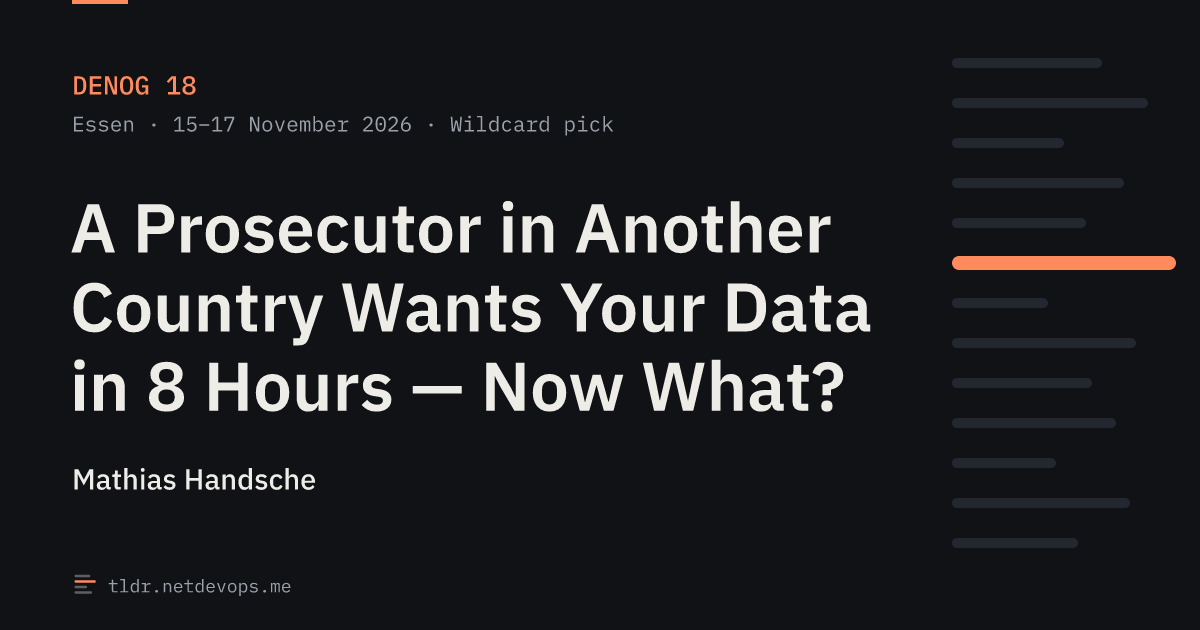 DENOG 18
Essen · 15–17 November 2026 · Wildcard pick
A Prosecutor in Another
Country Wants Your Data
in 8 Hours — Now What?
Mathias Handsche
tldr.netdevops.me